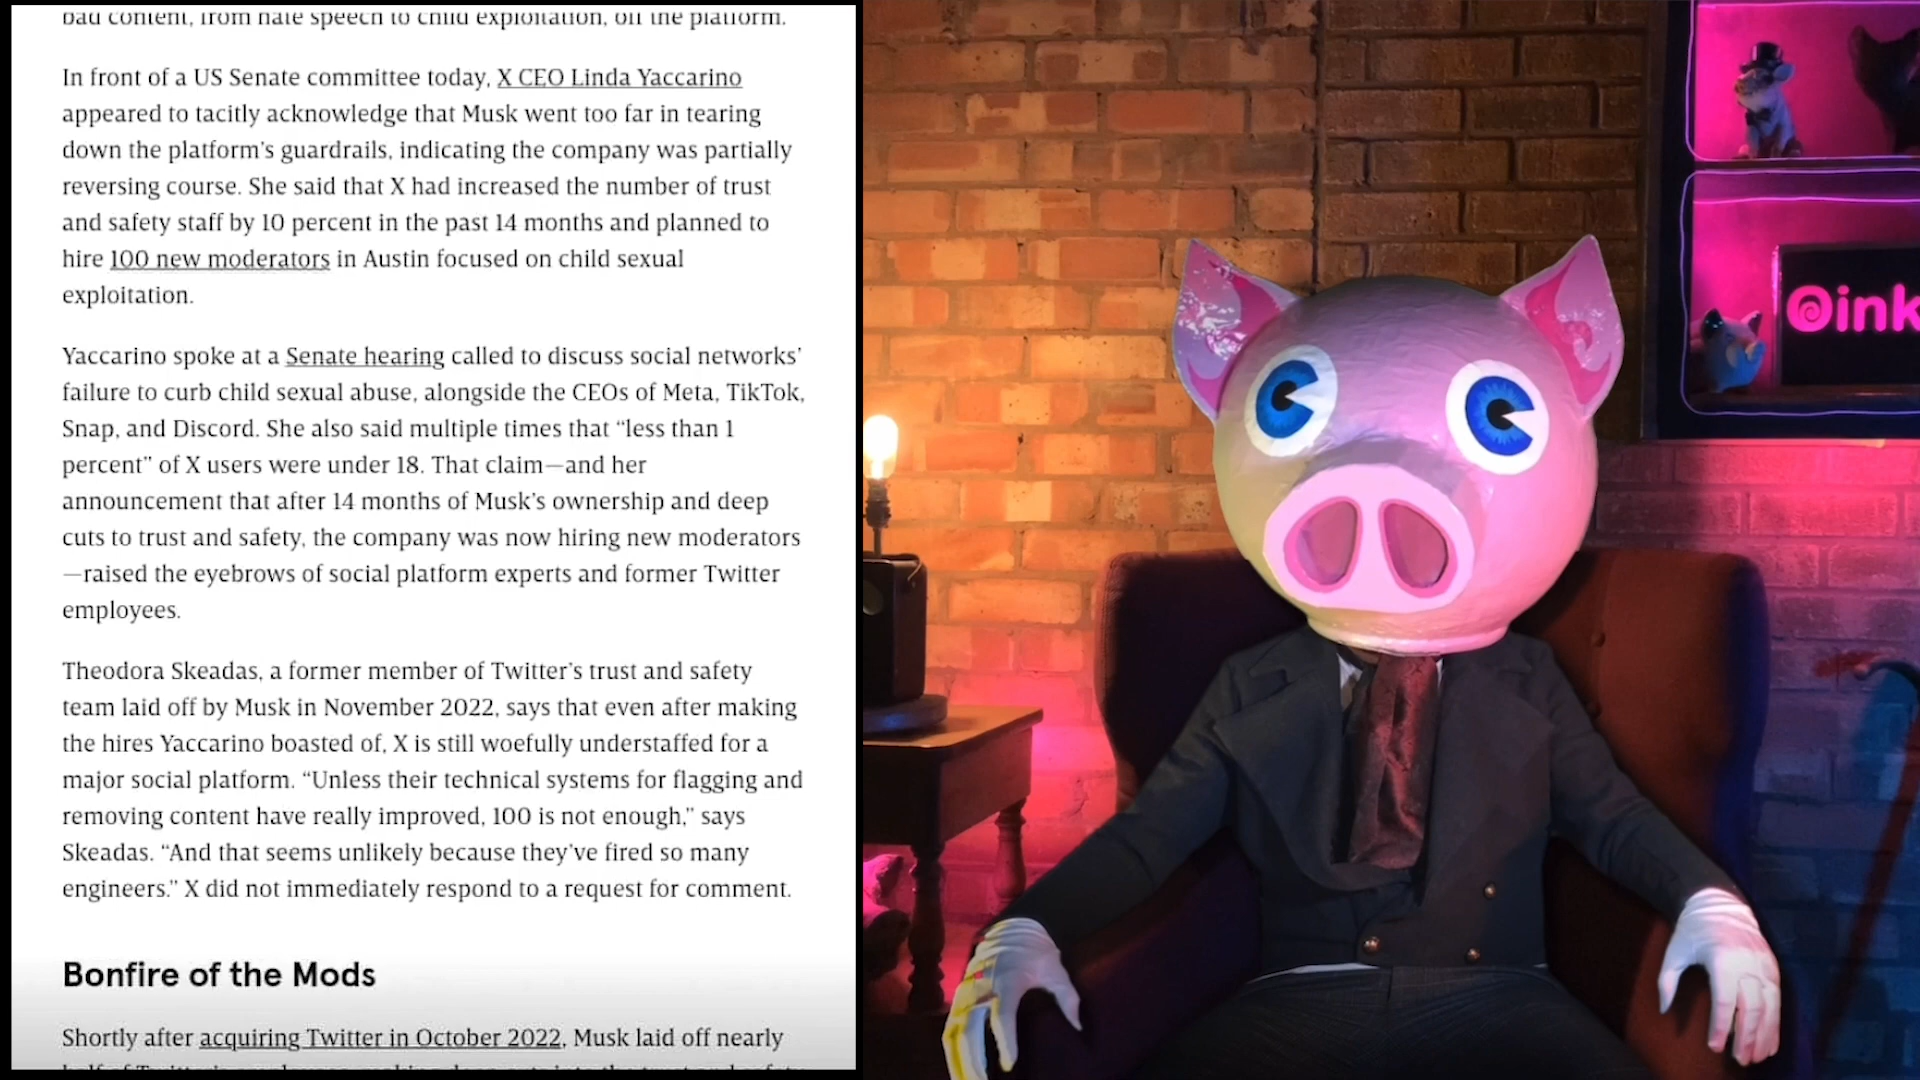 bad content, from hate speech to child exploitation, off the platform.
In front of a US Senate committee today, X CEO Linda Yaccarino
appeared to tacitly acknowledge that Musk went too far in tearing
down the platform’s guardrails, indicating the company was partially
reversing course. She said that X had increased the number of trust
and safety staff by 10 percent in the past 14 months and planned to
hire 100 new moderators in Austin focused on child sexual
exploitation.
Yaccarino spoke at a Senate hearing called to discuss social networks’
failure to curb child sexual abuse, alongside the CEOs of Meta, TikTok,
Snap, and Discord. She also said multiple times that “less than 1
percent” of X users were under 18. That claim—and her
announcement that after 14 months of Musk’s ownership and deep
cuts to trust and safety, the company was now hiring new moderators
—raised the eyebrows of social platform experts and former Twitter
employees.
Theodora Skeadas, a former member of Twitter’s trust and safety
team laid off by Musk in November 2022, says that even after making
the hires Yaccarino boasted of, X is still woefully understaffed for a
major social platform. “Unless their technical systems for flagging and
removing content have really improved, 100 is not enough,” says
Skeadas. “And that seems unlikely because they’ve fired so many
engineers.” X did not immediately respond to a request for comment.
Bonfire of the Mods
Shortly after acquiring Twitter in October 2022, Musk laid off nearly
Oink